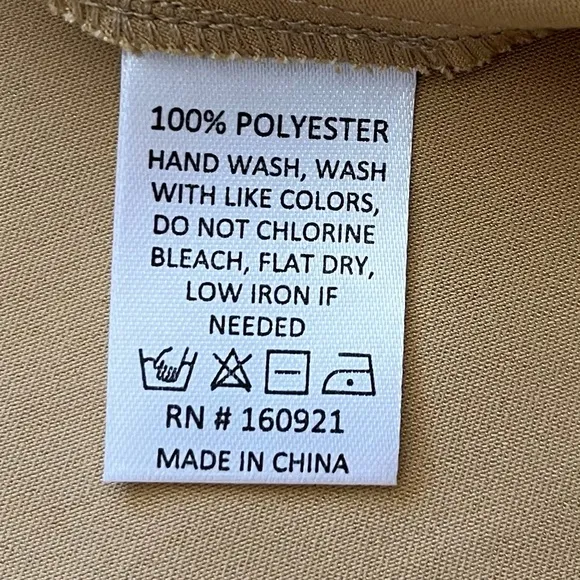 100% POLYESTER
HAND WASH, WASH
WITH LIKE COLORS,
DO NOT CHLORINE
BLEACH, FLAT DRY,
LOW IRON IF
NEEDED
RN # 160921
MADE IN CHINA